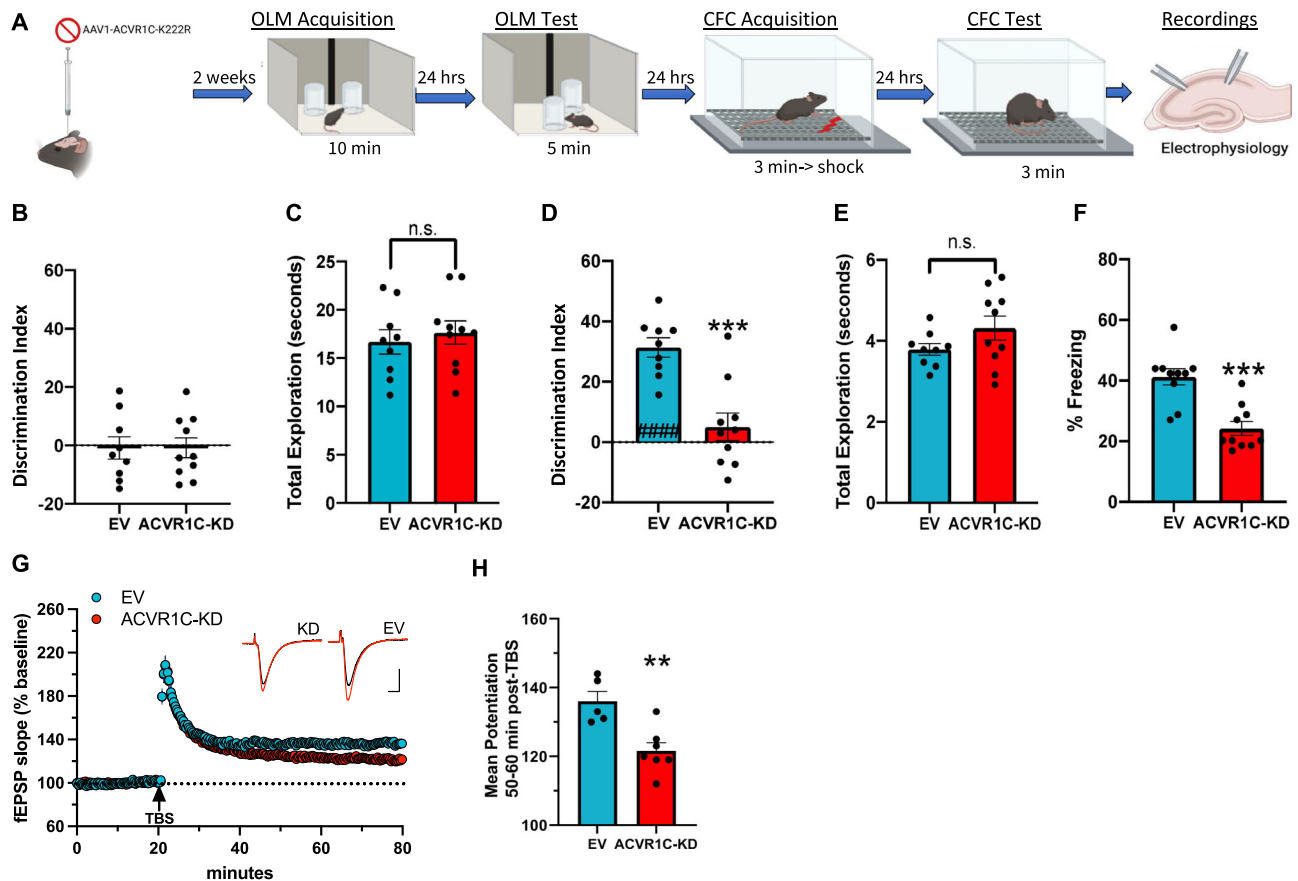 A
AAV1-ACVR1C-K222R
2 weeks
OLM Acquisition
10 min
24 hrs
OLM Test
5 min
24 hrs
CFC Acquisition
3 min-> shock
24 hrs
CFC Test
3 min
Recordings
Electrophysiology
B
Discrimination Index
60
40
20
0
-20
EV ACVR1C-KD
C
Total Exploration (seconds)
n.s.
25
20
15
10
5
0
EV ACVR1C-KD
D
Discrimination Index
60
40
20
0
-20
***
####
EV ACVR1C-KD
E
Total Exploration (seconds)
n.s.
6
4
2
0
EV ACVR1C-KD
F
% Freezing
80
60
40
20
0
***
EV ACVR1C-KD
G
EV
ACVR1C-KD
fEPSP slope (% baseline)
260
220
180
140
100
60
KD EV
TBS
0 20 40 60 80
minutes
H
Mean Potentiation
50-60 min post-TBS
160
140
120
100
**
EV ACVR1C-KD